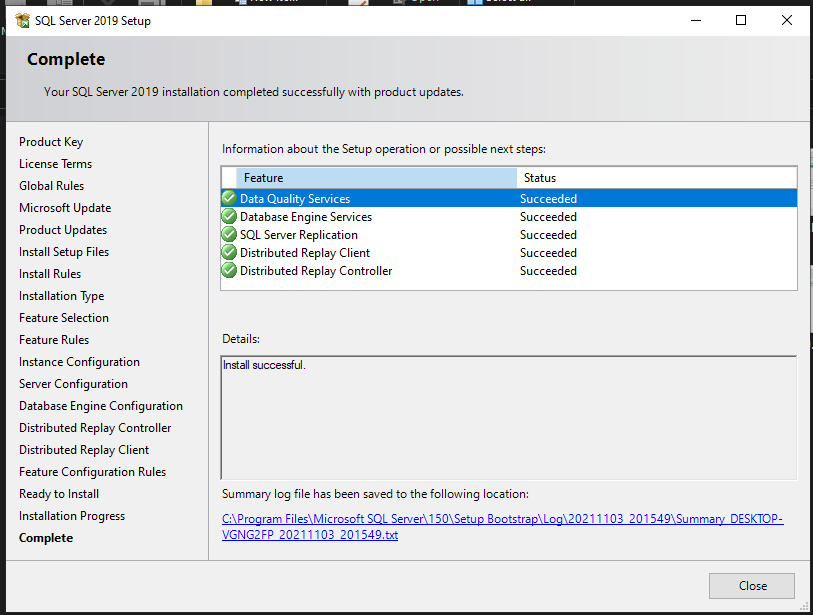 SQL Server 2019 Setup
Complete
Your SQL Server 2019 installation completed successfully with product updates.
Product Key
License Terms
Global Rules
Microsoft Update
Product Updates
Install Setup Files
Install Rules
Installation Type
Feature Selection
Feature Rules
Instance Configuration
Server Configuration
Database Engine Configuration
Distributed Replay Controller
Distributed Replay Client
Feature Configuration Rules
Ready to Install
Installation Progress
Complete
Information about the Setup operation or possible next steps:
Feature Status
Data Quality Services Succeeded
Database Engine Services Succeeded
SQL Server Replication Succeeded
Distributed Replay Client Succeeded
Distributed Replay Controller Succeeded
Details:
Install successful.
Summary log file has been saved to the following location:
C:\Program Files\Microsoft SQL Server\150\Setup Bootstrap\Log\20211103_201549\Summary_DESKTOP-
VGNG2FP_20211103_201549.txt
Close